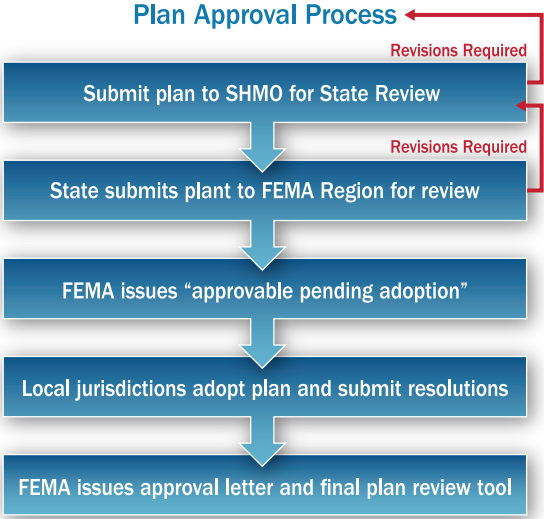 Plan Approval Process
Revisions Required
Submit plan to SHMO for State Review
Revisions Required
State submits plant to FEMA Region for review
FEMA issues “approvable pending adoption”
Local jurisdictions adopt plan and submit resolutions
FEMA issues approval letter and final plan review tool